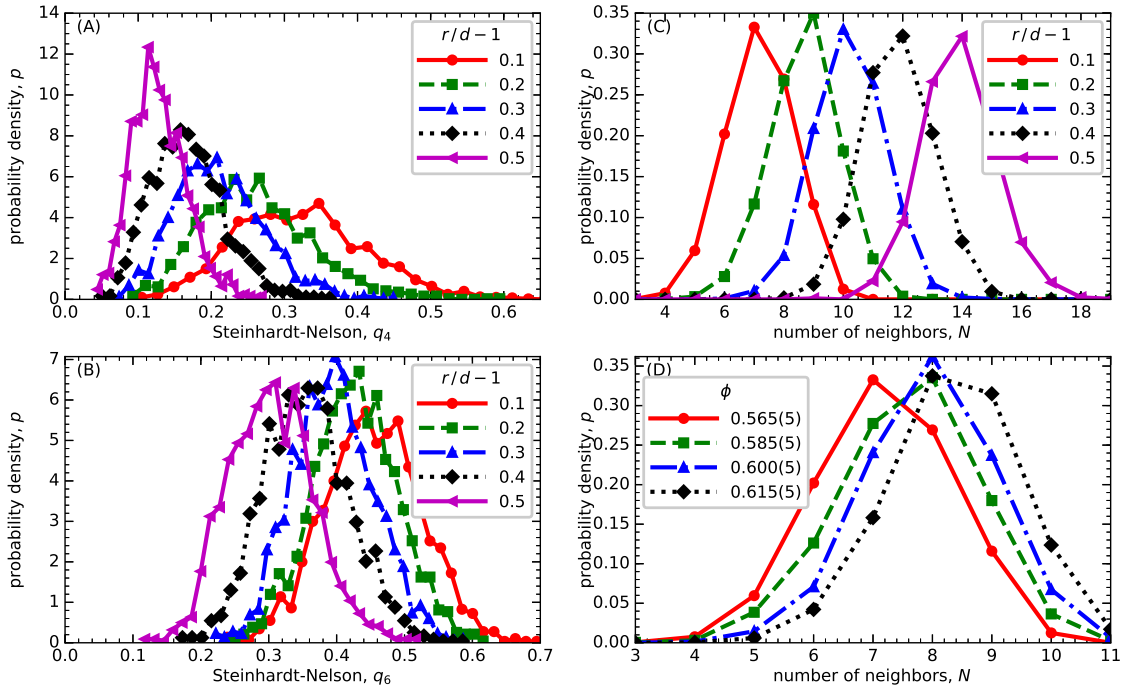 (A)
r/d−1
0.1
0.2
0.3
0.4
0.5
probability density, p
14
12
10
8
6
4
2
0
0.0 0.1 0.2 0.3 0.4 0.5 0.6
Steinhardt-Nelson, q4
(C)
r/d−1
0.1
0.2
0.3
0.4
0.5
probability density, p
0.35
0.30
0.25
0.20
0.15
0.10
0.05
0.00
4 6 8 10 12 14 16 18
number of neighbors, N
(B)
r/d−1
0.1
0.2
0.3
0.4
0.5
probability density, p
7
6
5
4
3
2
1
0
0.0 0.1 0.2 0.3 0.4 0.5 0.6 0.7
Steinhardt-Nelson, q6
(D)
ϕ
0.565(5)
0.585(5)
0.600(5)
0.615(5)
probability density, p
0.35
0.30
0.25
0.20
0.15
0.10
0.05
0.00
3 4 5 6 7 8 9 10 11
number of neighbors, N